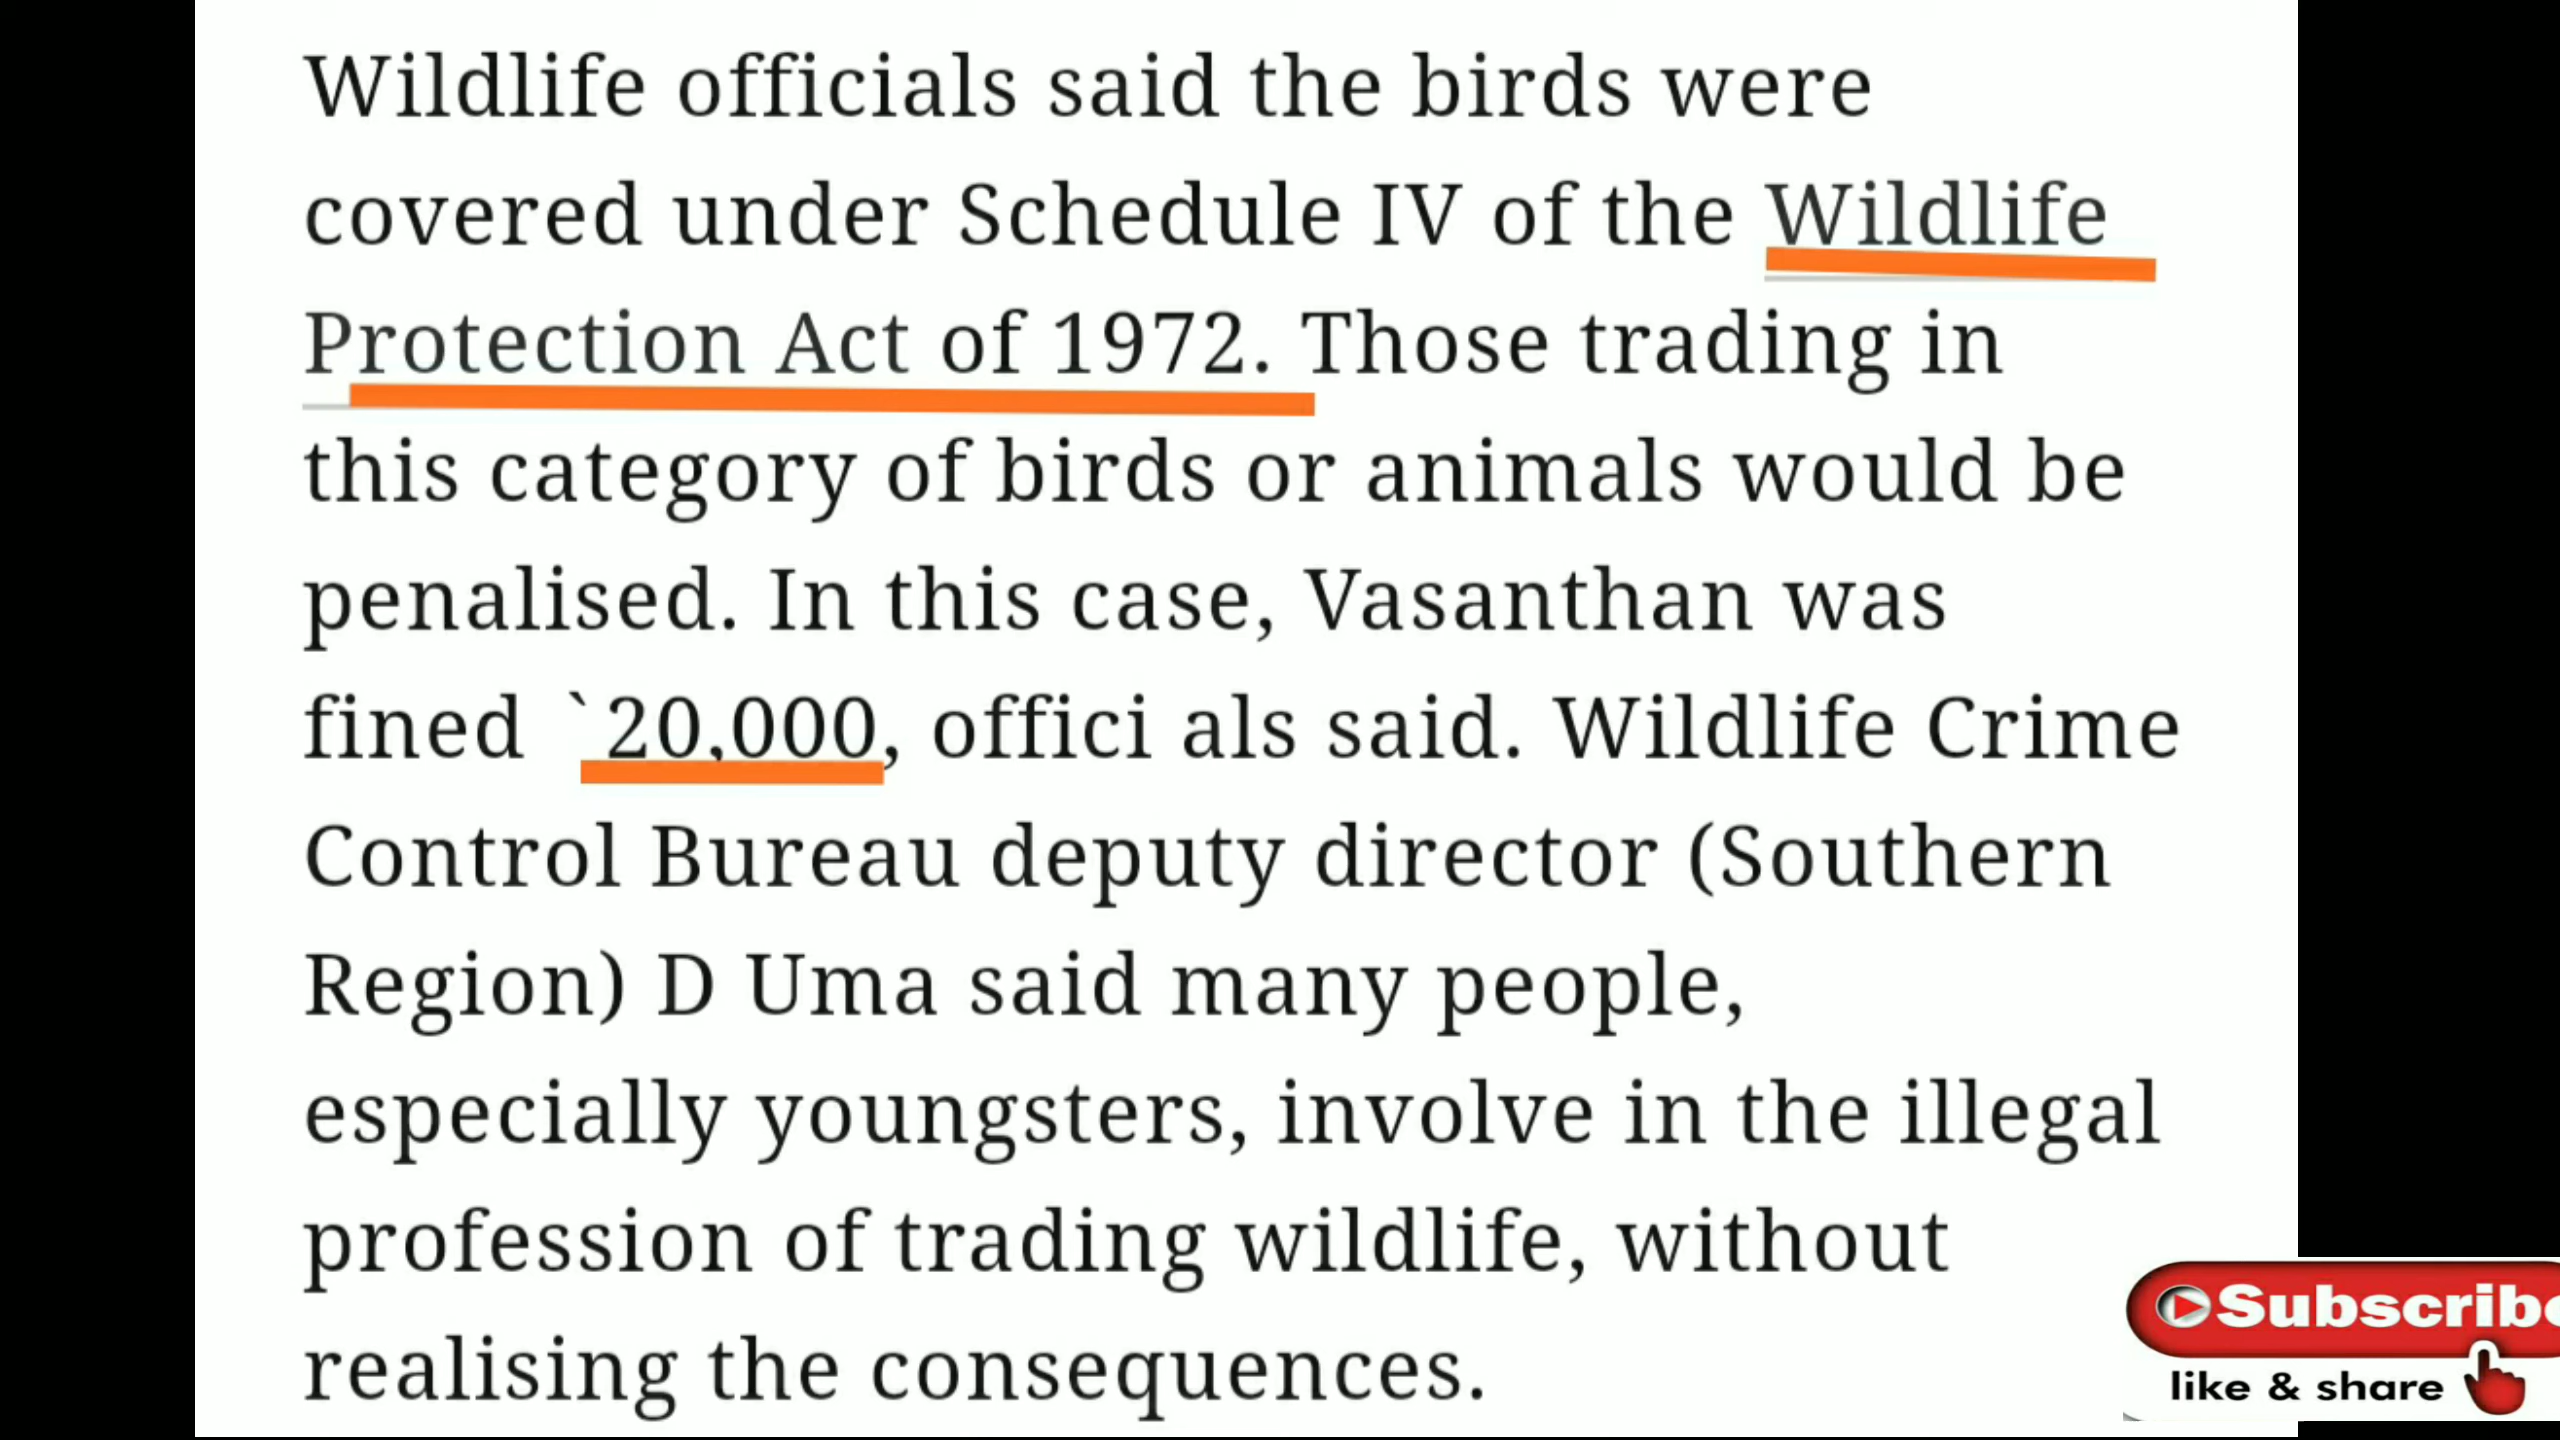 Wildlife officials said the birds were
covered under Schedule IV of the Wildlife
Protection Act of 1972. Those trading in
this category of birds or animals would be
penalised. In this case, Vasanthan was
fined `20,000, offici als said. Wildlife Crime
Control Bureau deputy director (Southern
Region) D Uma said many people,
especially youngsters, involve in the illegal
profession of trading wildlife, without
realising the consequences.
Subscribe
like & share